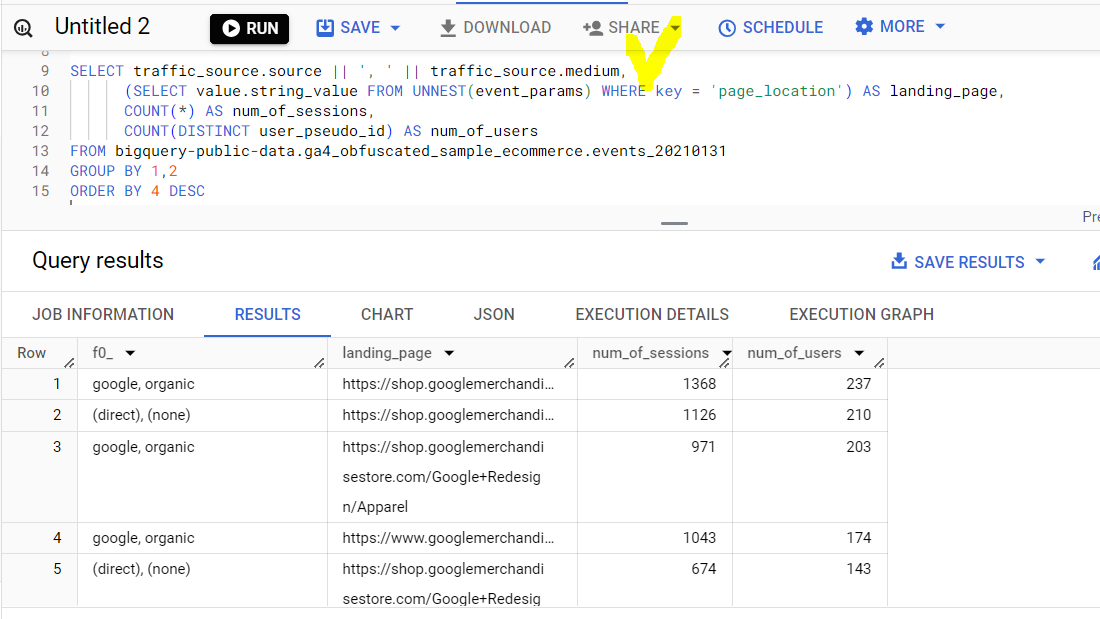 Untitled 2 RUN SAVE DOWNLOAD SHARE SCHEDULE MORE
8
9 SELECT traffic_source.source || ', ' || traffic_source.medium,
10 (SELECT value.string_value FROM UNNEST(event_params) WHERE key = 'page_location') AS landing_page,
11 COUNT(*) AS num_of_sessions,
12 COUNT(DISTINCT user_pseudo_id) AS num_of_users
13 FROM bigquery-public-data.ga4_obfuscated_sample_ecommerce.events_20210131
14 GROUP BY 1,2
15 ORDER BY 4 DESC
Pre
Query results SAVE RESULTS
JOB INFORMATION RESULTS CHART JSON EXECUTION DETAILS EXECUTION GRAPH
Row f0_ landing_page num_of_sessions num_of_users
1 google, organic https://shop.googlemerchandi... 1368 237
2 (direct), (none) https://shop.googlemerchandi... 1126 210
3 google, organic https://shop.googlemerchandi 971 203
sestore.com/Google+Redesig
n/Apparel
4 google, organic https://www.googlemerchandi... 1043 174
5 (direct), (none) https://shop.googlemerchandi 674 143
sestore.com/Google+Redesig